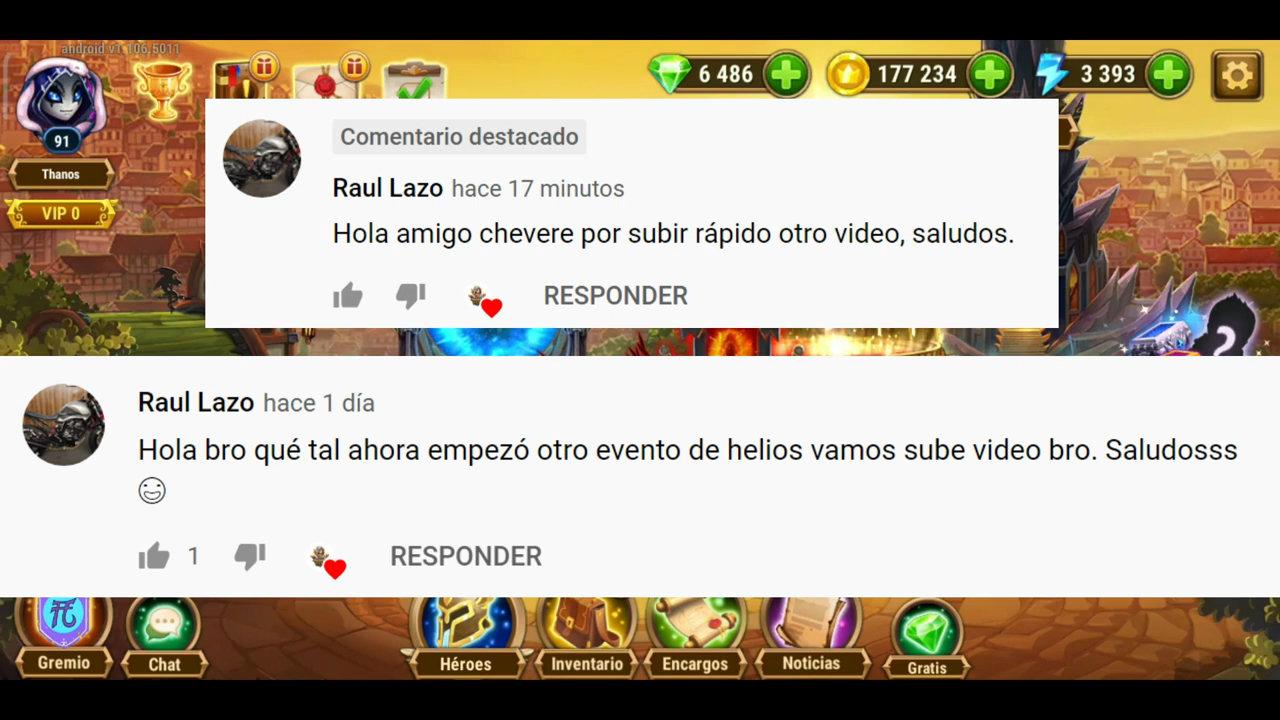 android v1.106.5011
6 486
177 234
3 393
91
Thanos
VIP 0
Comentario destacado
Raul Lazo hace 17 minutos
Hola amigo chevere por subir rápido otro video, saludos.
RESPONDER
Raul Lazo hace 1 día
Hola bro qué tal ahora empezó otro evento de helios vamos sube video bro. Saludosss
😃
1
RESPONDER
?
Gremio
Chat
Héroes
Inventario
Encargos
Noticias
Gratis